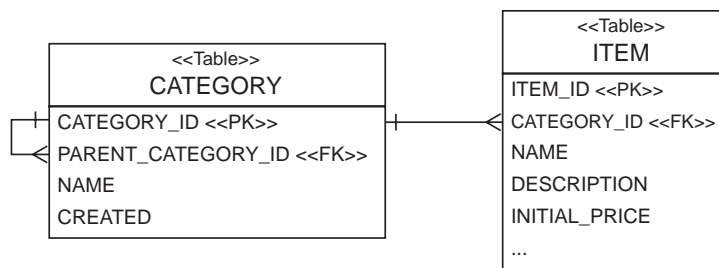 <<Table>>
CATEGORY
CATEGORY_ID <<PK>>
PARENT_CATEGORY_ID <<FK>>
NAME
CREATED
<<Table>>
ITEM
ITEM_ID <<PK>>
CATEGORY_ID <<FK>>
NAME
DESCRIPTION
INITIAL_PRICE
...